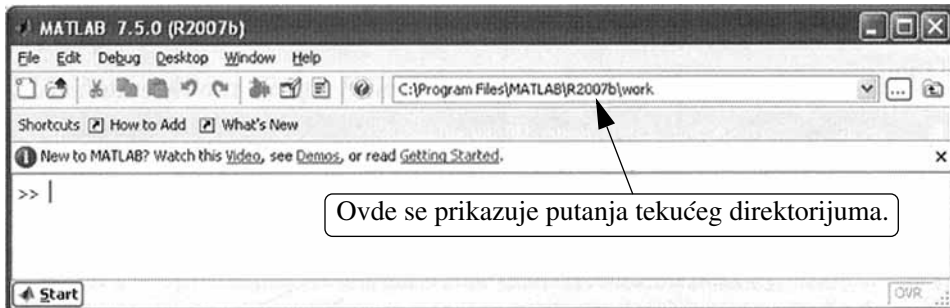 MATLAB 7.5.0 (R2007b)
File Edit Debug Desktop Window Help
C:\Program Files\MATLAB\R2007b\work
Shortcuts How to Add What's New
New to MATLAB? Watch this Video, see Demos, or read Getting Started.
>>
Ovde se prikazuje putanja tekućeg direktorijuma.
Start
OVR